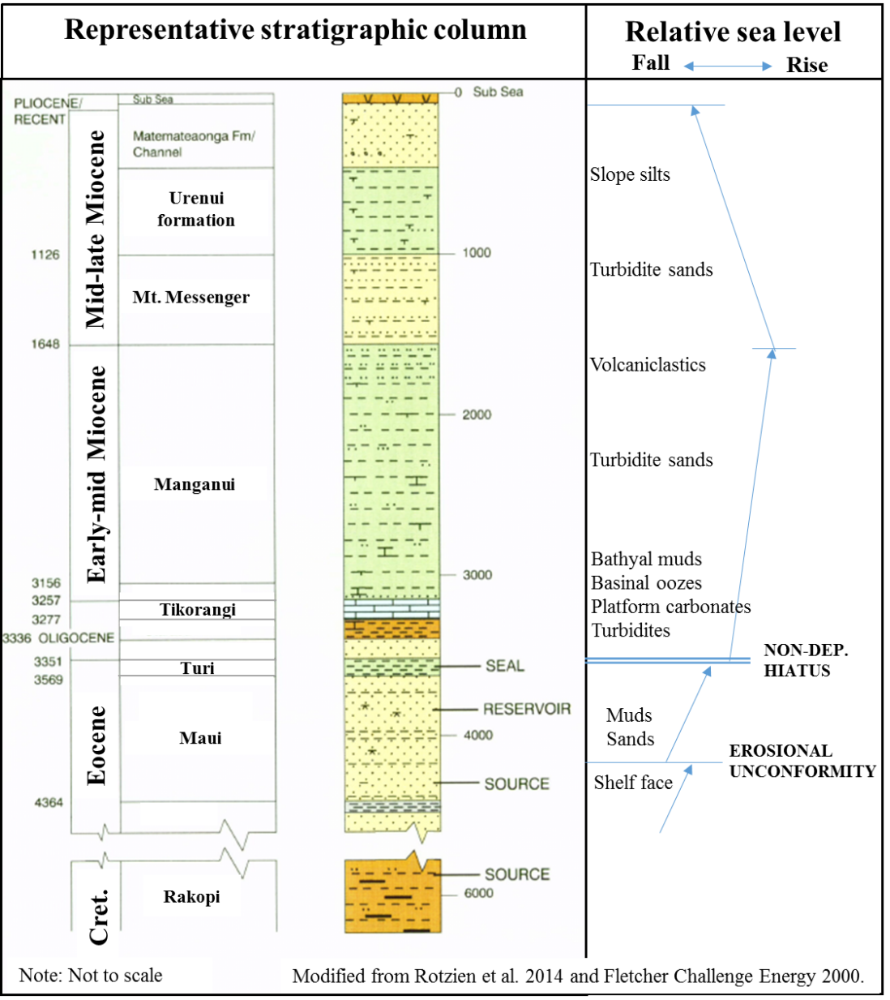 Representative stratigraphic column
Relative sea level
Fall Rise
PLIOCENE/
RECENT
Sub Sea
Matemateaonga Fm/
Channel
Mid-late Miocene
Urenui
formation
1126
Mt. Messenger
1648
Early-mid Miocene
Manganui
3156
3257
Tikorangi
3277
3336 OLIGOCENE
3351
Turi
3569
Eocene
Maui
4364
Cret.
Rakopi
0 Sub Sea
1000
2000
3000
SEAL
RESERVOIR
4000
SOURCE
SOURCE
6000
Slope silts
Turbidite sands
Volcaniclastics
Turbidite sands
Bathyal muds
Basinal oozes
Platform carbonates
Turbidites
NON-DEP.
HIATUS
Muds
Sands
EROSIONAL
UNCONFORMITY
Shelf face
Note: Not to scale
Modified from Rotzien et al. 2014 and Fletcher Challenge Energy 2000.